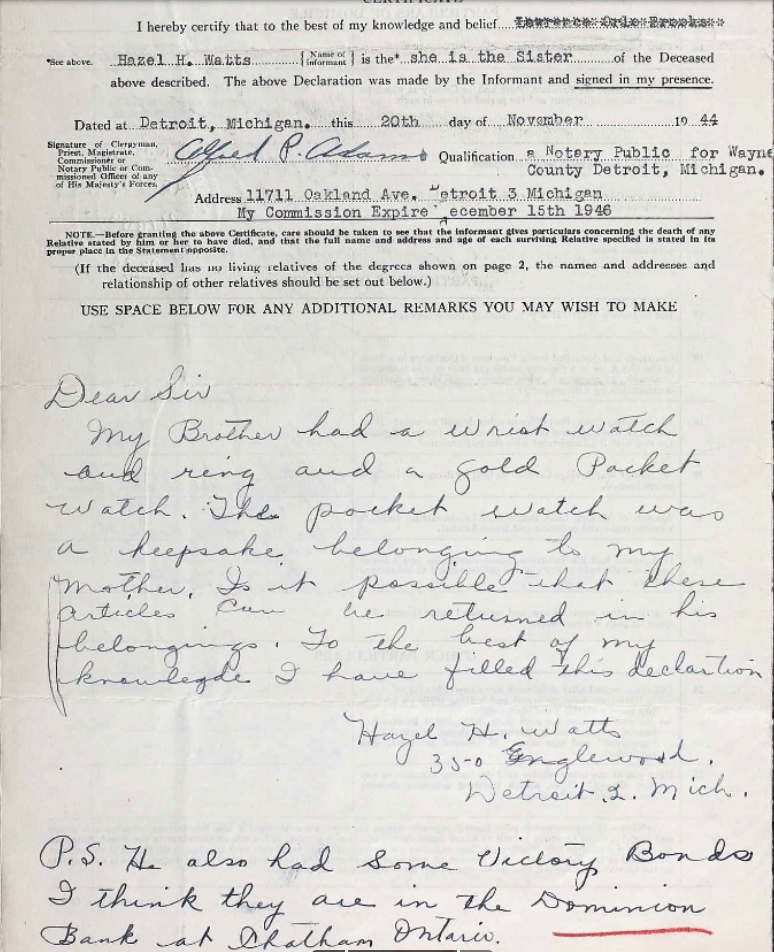 CERTIFICATE
I hereby certify that to the best of my knowledge and belief
*See above. Hazel H. Watts {Name of informant} is the* she is the Sister of the Deceased
above described. The above Declaration was made by the Informant and signed in my presence.
Dated at Detroit, Michigan. this 20th day of November 19 44
Signature of Clergyman,
Priest, Magistrate,
Commissioner or
Notary Public or Com-
missioned Officer of any
of His Majesty's Forces,
Alfred P. Adams Qualification a Notary Public for Wayne
County Detroit, Michigan.
Address 11711 Oakland Ave. Detroit 3 Michigan
My Commission Expire December 15th 1946
NOTE.—Before granting the above Certificate, care should be taken to see that the informant gives particulars concerning the death of any
Relative stated by him or her to have died, and that the full name and address and age of each surviving Relative specified is stated in its
proper place in the Statement opposite.
(If the deceased has no living relatives of the degrees shown on page 2, the names and addresses and
relationship of other relatives should be set out below.)
USE SPACE BELOW FOR ANY ADDITIONAL REMARKS YOU MAY WISH TO MAKE
Dear Sir
My Brother had a wrist watch
and ring and a gold Pocket
watch. The pocket watch was
a keepsake belonging to my
mother. Is it possible that these
articles can be returned in his
belongings. To the best of my
knowlegde I have filled this declartion
Hazel H. Watts
350 Englewood.
Detroit 2. Mich.
P.S. He also had some Victory Bonds
I think they are in the Dominion
Bank at Chatham Ontario.